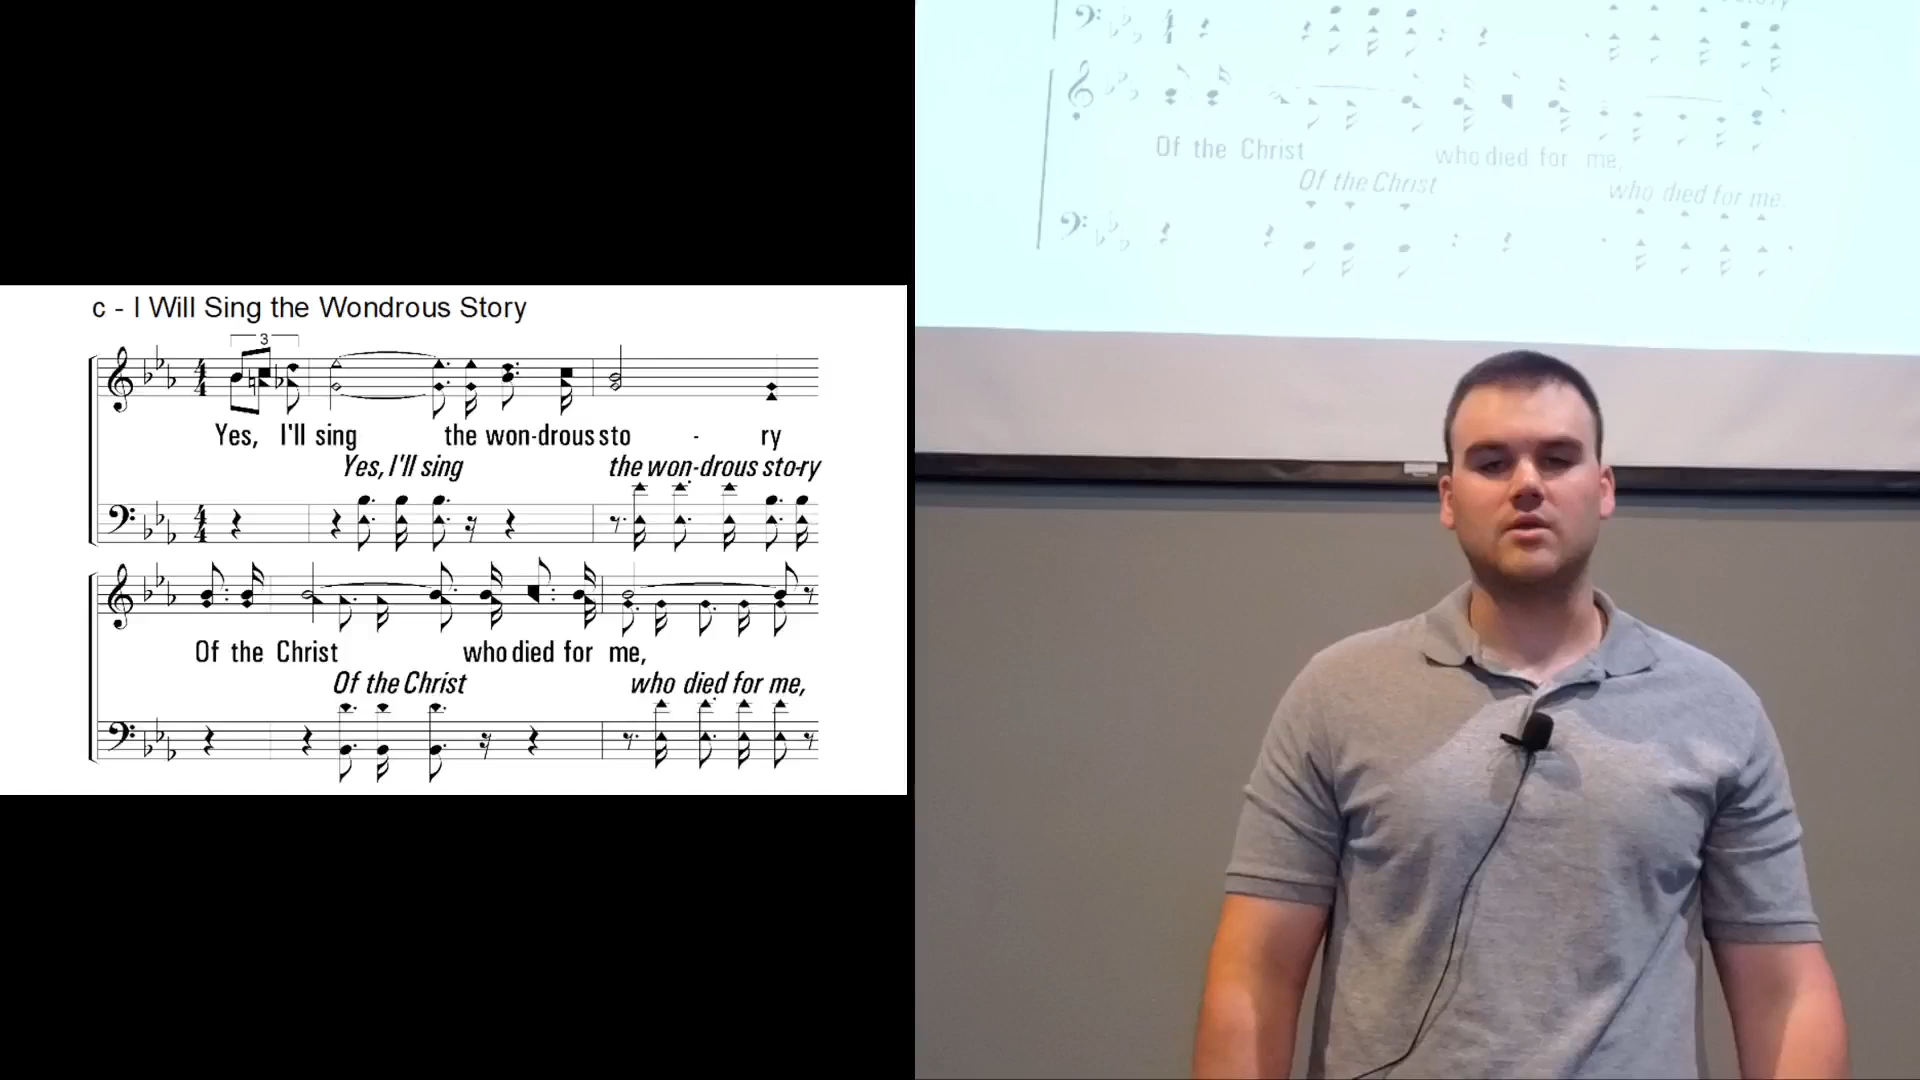 c - I Will Sing the Wondrous Story
3
Yes, I'll sing the won-drous sto - ry
Yes, I'll sing the won-drous sto-ry
Of the Christ who died for me,
Of the Christ who died for me,
Of the Christ who died for me,
Of the Christ who died for me.